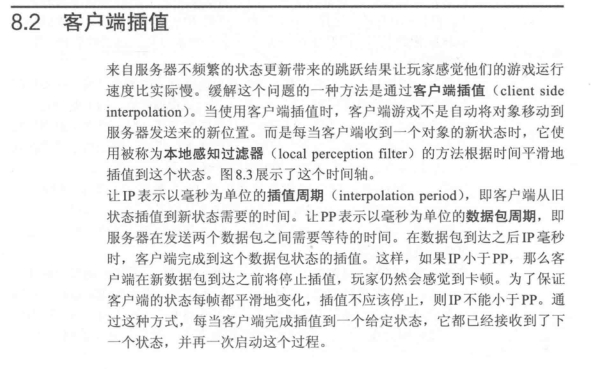 8.2 客户端插值
来自服务器不频繁的状态更新带来的跳跃结果让玩家感觉他们的游戏运行
速度比实际慢。缓解这个问题的一种方法是通过客户端插值（client side
interpolation）。当使用客户端插值时，客户端游戏不是自动将对象移动到
服务器发送来的新位置。而是每当客户端收到一个对象的新状态时，它使
用被称为本地感知过滤器（local perception filter）的方法根据时间平滑地
插值到这个状态。图8.3展示了这个时间轴。
让IP表示以毫秒为单位的插值周期（interpolation period），即客户端从旧
状态插值到新状态需要的时间。让PP表示以毫秒为单位的数据包周期，即
服务器在发送两个数据包之间需要等待的时间。在数据包到达之后IP毫秒
时，客户端完成到这个数据包状态的插值。这样，如果IP小于PP，那么客
户端在新数据包到达之前将停止插值，玩家仍然会感觉到卡顿。为了保证
客户端的状态每帧都平滑地变化，插值不应该停止，则IP不能小于PP。通
过这种方式，每当客户端完成插值到一个给定状态，它都已经接收到了下
一个状态，并再一次启动这个过程。